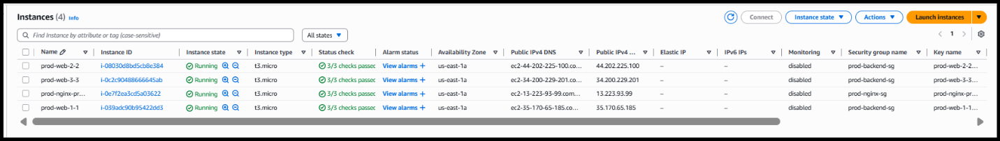 Instances (4) Info
Connect Instance state Actions Launch instances
Find Instance by attribute or tag (case-sensitive) All states 1
Name Instance ID Instance state Instance type Status check Alarm status Availability Zone Public IPv4 DNS Public IPv4 ... Elastic IP IPv6 IPs Monitoring Security group name Key name
prod-web-2-2 i-08030d8bd5cb8e384 Running t3.micro 3/3 checks passed View alarms + us-east-1a ec2-44-202-225-100.co... 44.202.225.100 – – disabled prod-backend-sg prod-web-2-2...
prod-web-3-3 i-0c2c90488666645ab Running t3.micro 3/3 checks passed View alarms + us-east-1a ec2-34-200-229-201.co... 34.200.229.201 – – disabled prod-backend-sg prod-web-3-3...
prod-nginx-pr... i-0e7f2ea3cd5a03622 Running t3.micro 3/3 checks passed View alarms + us-east-1a ec2-13-223-93-99.com... 13.223.93.99 – – disabled prod-nginx-sg prod-nginx-pr...
prod-web-1-1 i-039adc90b95422dd3 Running t3.micro 3/3 checks passed View alarms + us-east-1a ec2-35-170-65-185.co... 35.170.65.185 – – disabled prod-backend-sg prod-web-1-1...